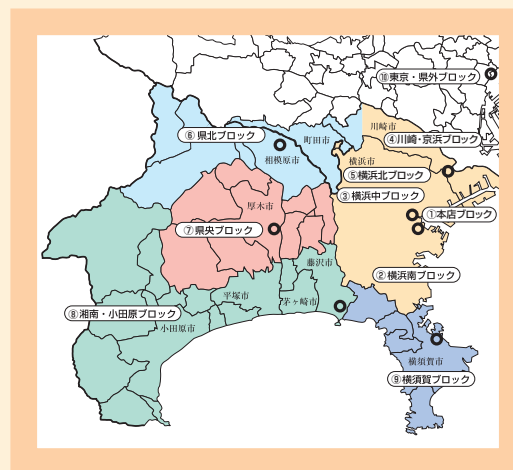 ⑩東京・県外ブロック
川崎市
④川崎・京浜ブロック
⑥県北ブロック
町田市
相模原市
横浜市
⑤横浜北ブロック
③横浜中ブロック
厚木市
①本店ブロック
⑦県央ブロック
藤沢市
②横浜南ブロック
平塚市
茅ヶ崎市
⑧湘南・小田原ブロック
小田原市
横須賀市
⑨横須賀ブロック